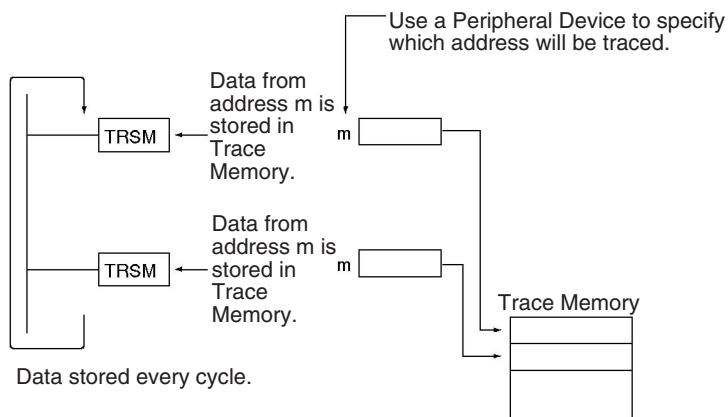 Use a Peripheral Device to specify
which address will be traced.
Data from
address m is
stored in
Trace
Memory.
TRSM
m
Data from
address m is
stored in
Trace
Memory.
TRSM
m
Trace Memory
Data stored every cycle.